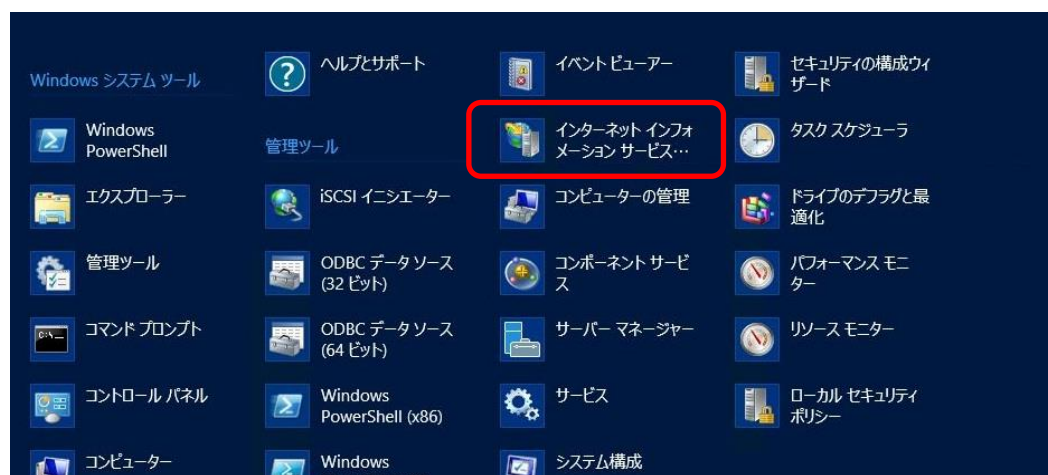 Windows システム ツール
Windows
PowerShell
エクスプローラー
管理ツール
コマンド プロンプト
コントロール パネル
コンピューター
ヘルプとサポート
管理ツール
iSCSI イニシエーター
ODBC データ ソース
(32 ビット)
ODBC データ ソース
(64 ビット)
Windows
PowerShell (x86)
Windows
イベント ビューアー
インターネット インフォ
メーション サービス…
コンピューターの管理
コンポーネント サービ
ス
サーバー マネージャー
サービス
システム構成
セキュリティの構成ウィ
ザード
タスク スケジューラ
ドライブのデフラグと最
適化
パフォーマンス モニ
ター
リソース モニター
ローカル セキュリティ
ポリシー